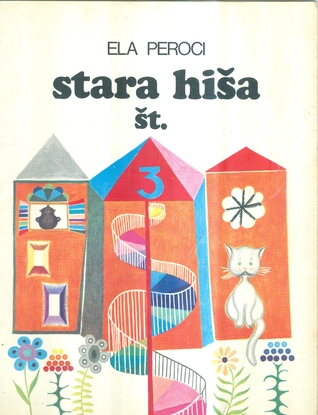 ELA PEROCI
stara hiša
št.
3